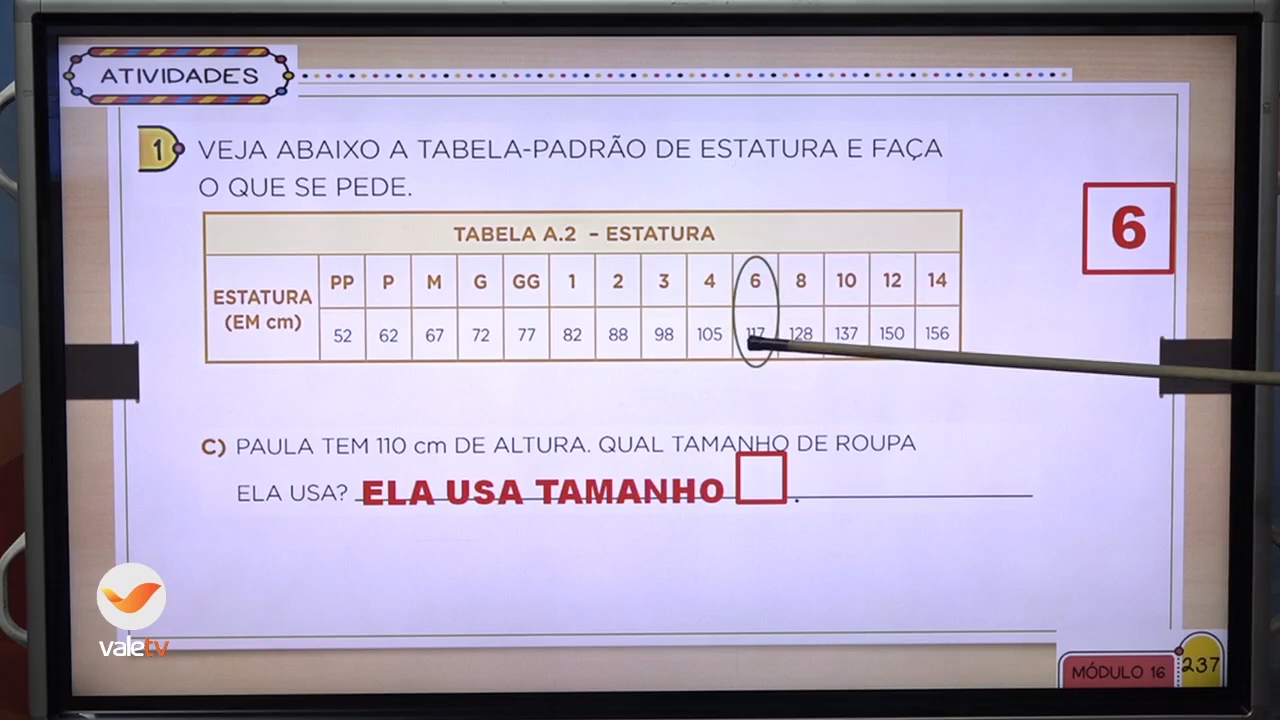 ATIVIDADES
1 VEJA ABAIXO A TABELA-PADRÃO DE ESTATURA E FAÇA
O QUE SE PEDE.
6
TABELA A.2 - ESTATURA
ESTATURA (EM cm)
PP P M G GG 1 2 3 4 6 8 10 12 14
52 62 67 72 77 82 88 98 105 117 128 137 150 156
C) PAULA TEM 110 cm DE ALTURA. QUAL TAMANHO DE ROUPA
ELA USA? ELA USA TAMANHO .
valetv
MÓDULO 16 237